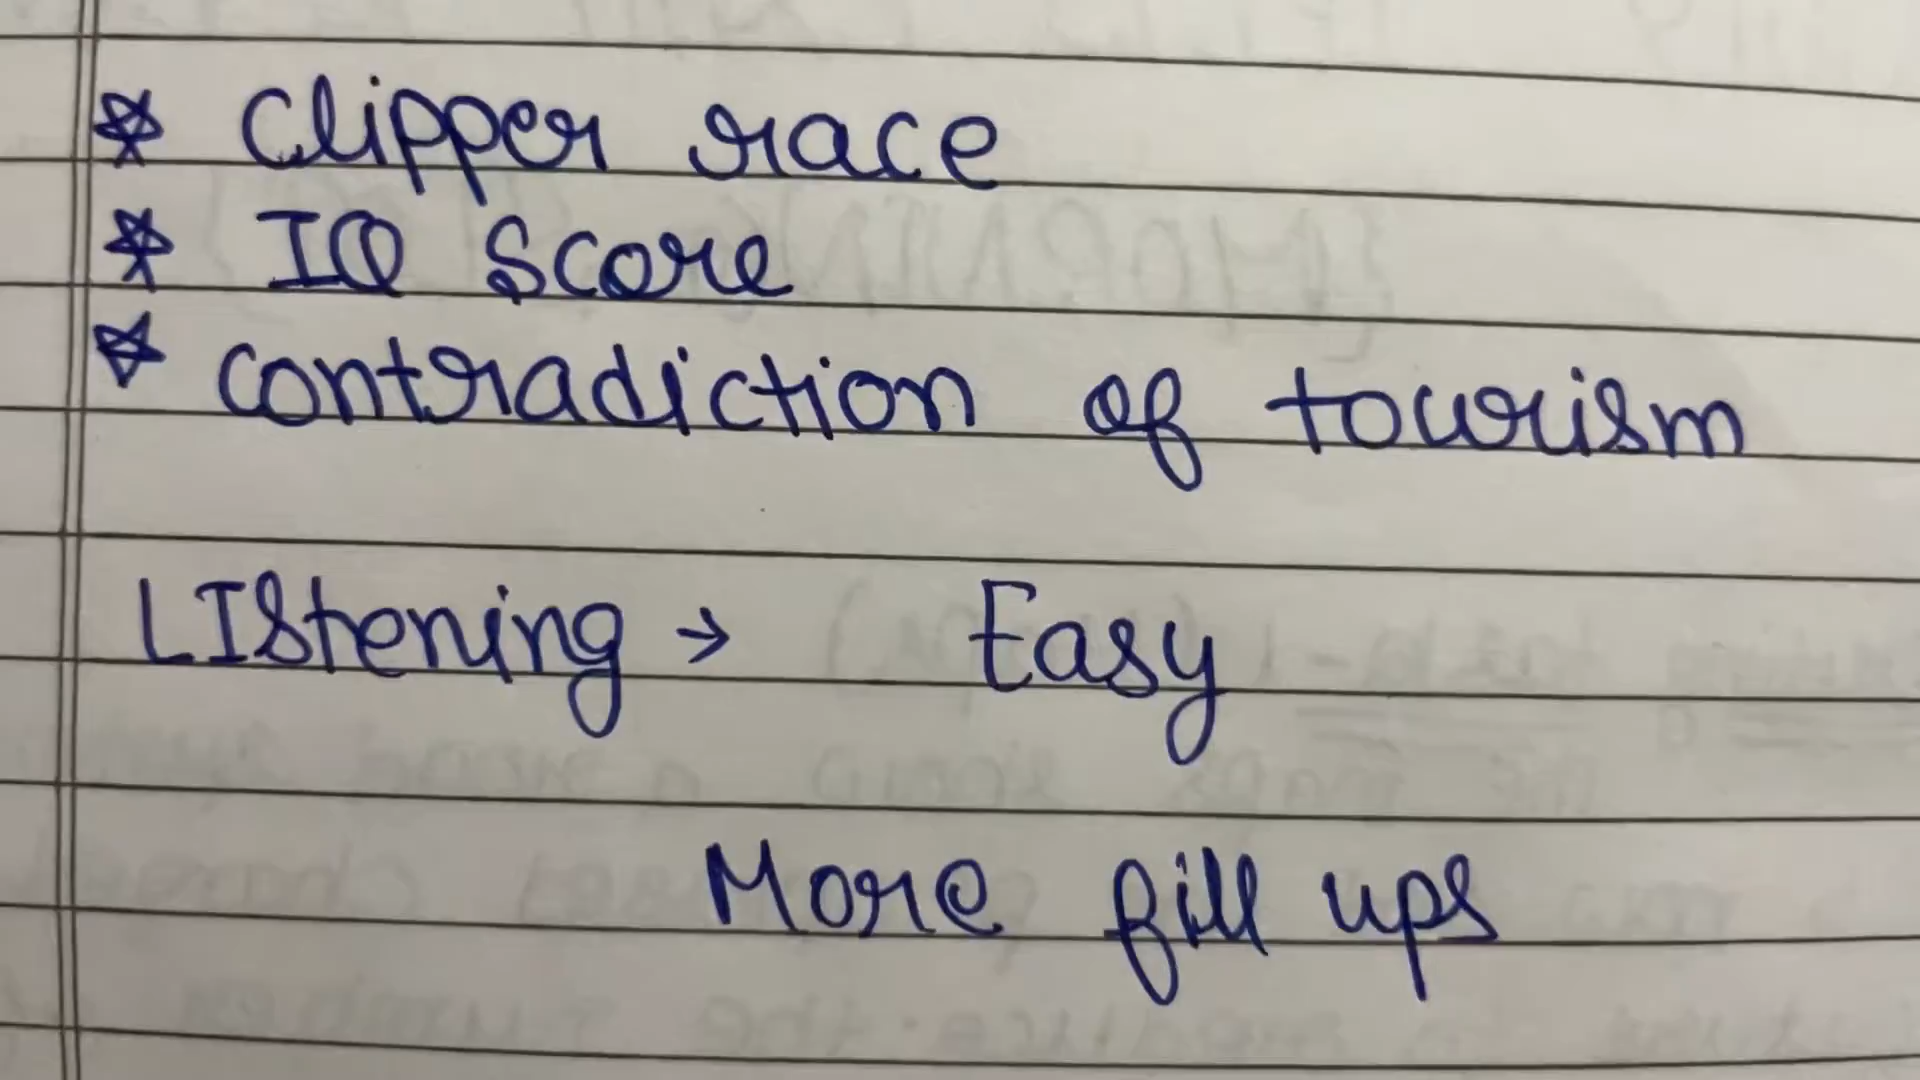 * Clipper race
* IQ Score
* contradiction of tourism
LIStening → Easy
More fill ups